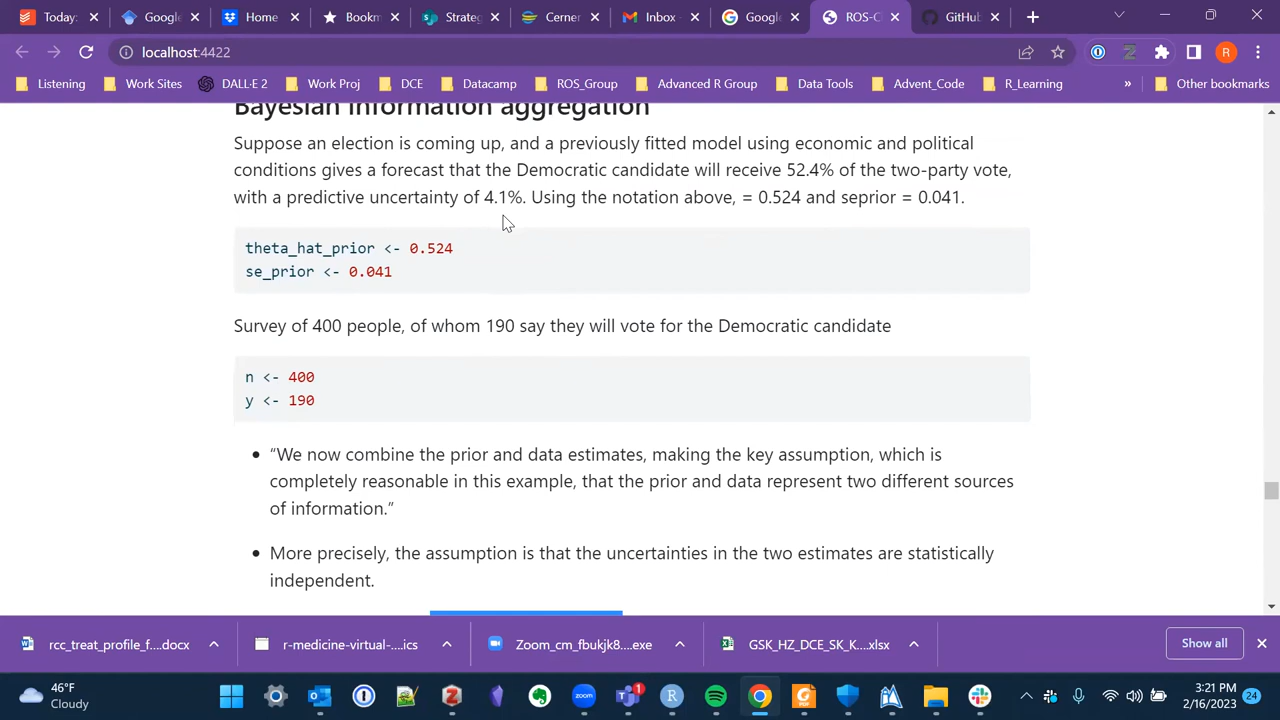 Today:
Google
Home
Bookm
Strateg
Cerner
Inbox -
Google
ROS-C
GitHub
localhost:4422
R
Listening
Work Sites
DALL·E 2
Work Proj
DCE
Datacamp
ROS_Group
Advanced R Group
Data Tools
Advent_Code
R_Learning
»
Other bookmarks
Bayesian information aggregation
Suppose an election is coming up, and a previously fitted model using economic and political
conditions gives a forecast that the Democratic candidate will receive 52.4% of the two-party vote,
with a predictive uncertainty of 4.1%. Using the notation above, = 0.524 and seprior = 0.041.
theta_hat_prior <- 0.524
se_prior <- 0.041
Survey of 400 people, of whom 190 say they will vote for the Democratic candidate
n <- 400
y <- 190
• “We now combine the prior and data estimates, making the key assumption, which is
completely reasonable in this example, that the prior and data represent two different sources
of information.”
• More precisely, the assumption is that the uncertainties in the two estimates are statistically
independent.
rcc_treat_profile_f....docx
r-medicine-virtual-....ics
Zoom_cm_fbukjk8....exe
GSK_HZ_DCE_SK_K....xlsx
Show all
46°F
Cloudy
zoom
1
R
PDF
3:21 PM
2/16/2023
24